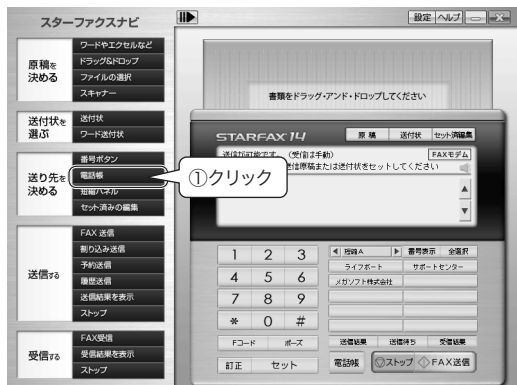 スターファクスナビ
設定 ヘルプ
原稿を決める
ワードやエクセルなど
ドラッグ&ドロップ
ファイルの選択
スキャナー
送付状を選ぶ
送付状
ワード送付状
送り先を決める
番号ボタン
電話帳
短縮パネル
セット済みの編集
送信する
FAX 送信
割り込み送信
予約送信
履歴送信
送信結果を表示
ストップ
受信する
FAX受信
受信結果を表示
ストップ
書類をドラッグ・アンド・ドロップしてください
STARFAX 14
原 稿 送付状 セット済編集
送信が可能です。（受信は手動）
FAXモデム
送信原稿または送付状をセットしてください
①クリック
1 2 3
4 5 6
7 8 9
* 0 #
Fコード ポーズ
訂正 セット
短縮A 番号表示 全選択
ライフボート サポートセンター
メガソフト株式会社
送信結果 送信待ち 受信結果
電話帳 ストップ FAX送信